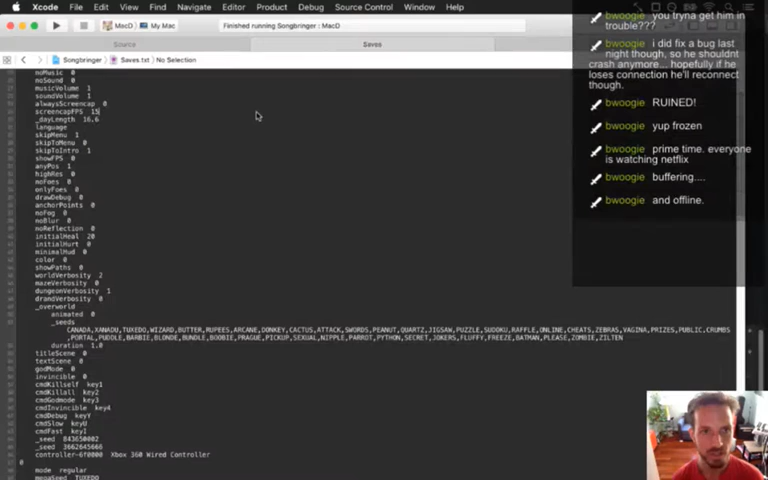 Xcode File Edit View Find Navigate Editor Product Debug Source Control Window Help
MacD My Mac
Finished running Songbringer : MacD
Source
Saves
Songbringer Saves.txt No Selection
noMusic 0
noSound 0
musicVolume 1
soundVolume 1
alwaysScreencap 0
screencapFPS 15
_dayLength 16.6
language
skipMenu 1
skipToMenu 0
skipToIntro 1
showFPS 0
anyPos 1
highRes 0
noFoes 0
onlyFoes 0
drawDebug 0
anchorPoints 0
noFog 0
noBlur 0
noReflection 0
initialHeal 20
initialHurt 0
minimalHud 0
color 0
showPaths 0
worldVerbosity 2
mazeVerbosity 0
dungeonVerbosity 1
dramdVerbosity 0
_overworld
animated 0
_seeds
CANADA,XANADU,TUXEDO,WIZARD,BUTTER,RUPEES,ARCANE,DONKEY,CACTUS,ATTACK,SWORDS,PEANUT,QUARTZ,JIGSAW,PUZZLE,SUDOKU,RAFFLE,ONLINE,CHEATS,ZEBRAS,VAGINA,PRIZES,PUBLIC,CRUMBS
,PORTAL,PUDDLE,BARBIE,BLONDE,BUNDLE,BOOBIE,PRAGUE,PICKUP,SEXUAL,NIPPLE,PARROT,PYTHON,SECRET,JOKERS,FLUFFY,FREEZE,BATMAN,PLEASE,ZOMBIE,ZILTEN
duration 1.0
titleScene 0
textScene 0
godMode 0
invincible 0
cmdKillself key1
cmdKillall key2
cmdGodmode key3
cmdInvincible key4
cmdDebug keyY
cmdSlow keyU
cmdFast keyI
_seed 843650002
_seed 3662645666
controller-6f0000 Xbox 360 Wired Controller
0
mode regular
megaSeed TUXEDO
bwoogie you tryna get him in
trouble???
bwoogie i did fix a bug last
night though, so he shouldnt
crash anymore... hopefully if he
loses connection he'll reconnect
though.
bwoogie RUINED!
bwoogie yup frozen
bwoogie prime time. everyone
is watching netflix
bwoogie buffering....
bwoogie and offline.